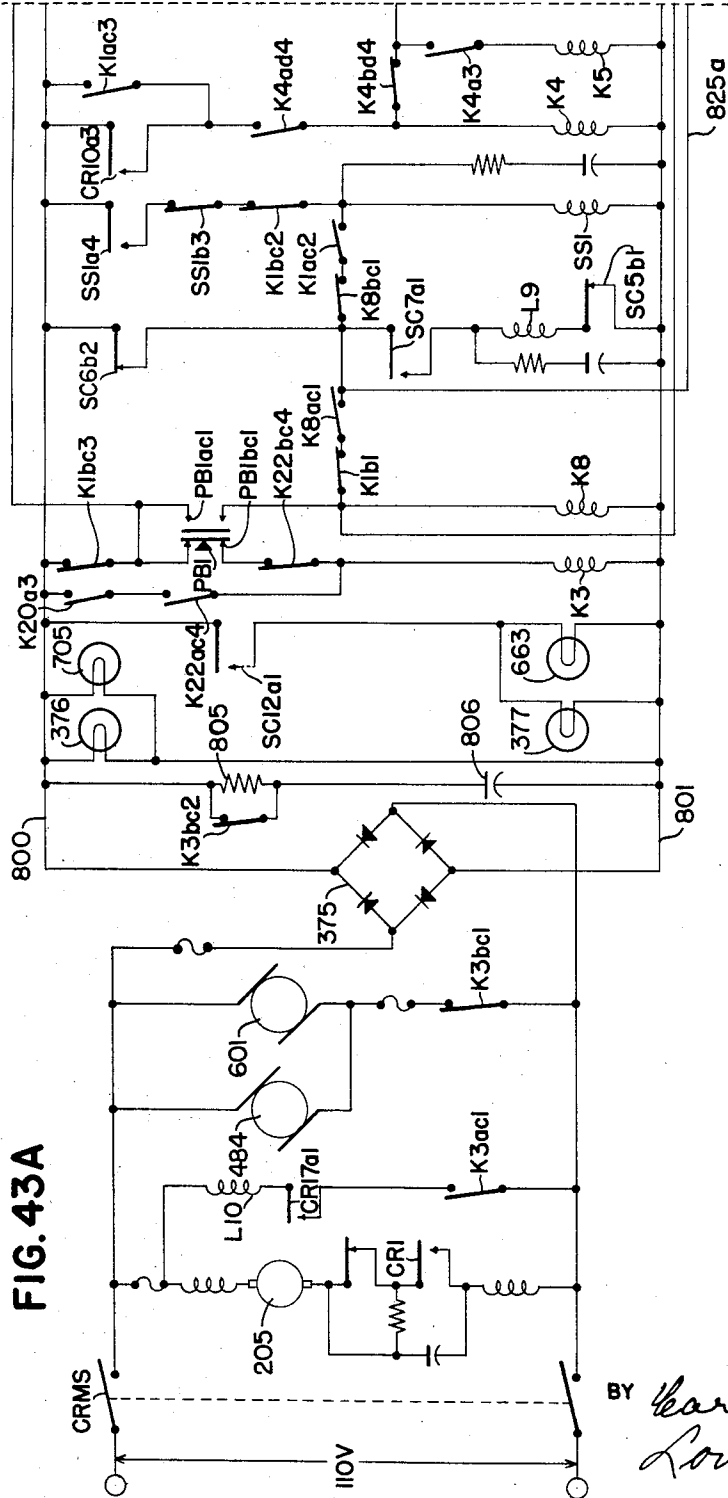 FIG. 43A
CRMS
110V
205
CR1
L10
CR17a1
K3ac1
484
601
K3bc1
375
800
801
K3bc2
805
806
376
705
377
663
SC12a1
K22ac4
K20a3
K1bc3
PB1
PB1ac1
PB1bc1
K22bc4
K3
K8
K1b1
K8ac1
SC6b2
SC7a1
L9
SC5b1
K8bc1
K1ac2
SS1a4
SS1b3
K1bc2
SS1
CR10a3
K1ac3
K4ad4
K4bd4
K4a3
K4
K5
825a
BY